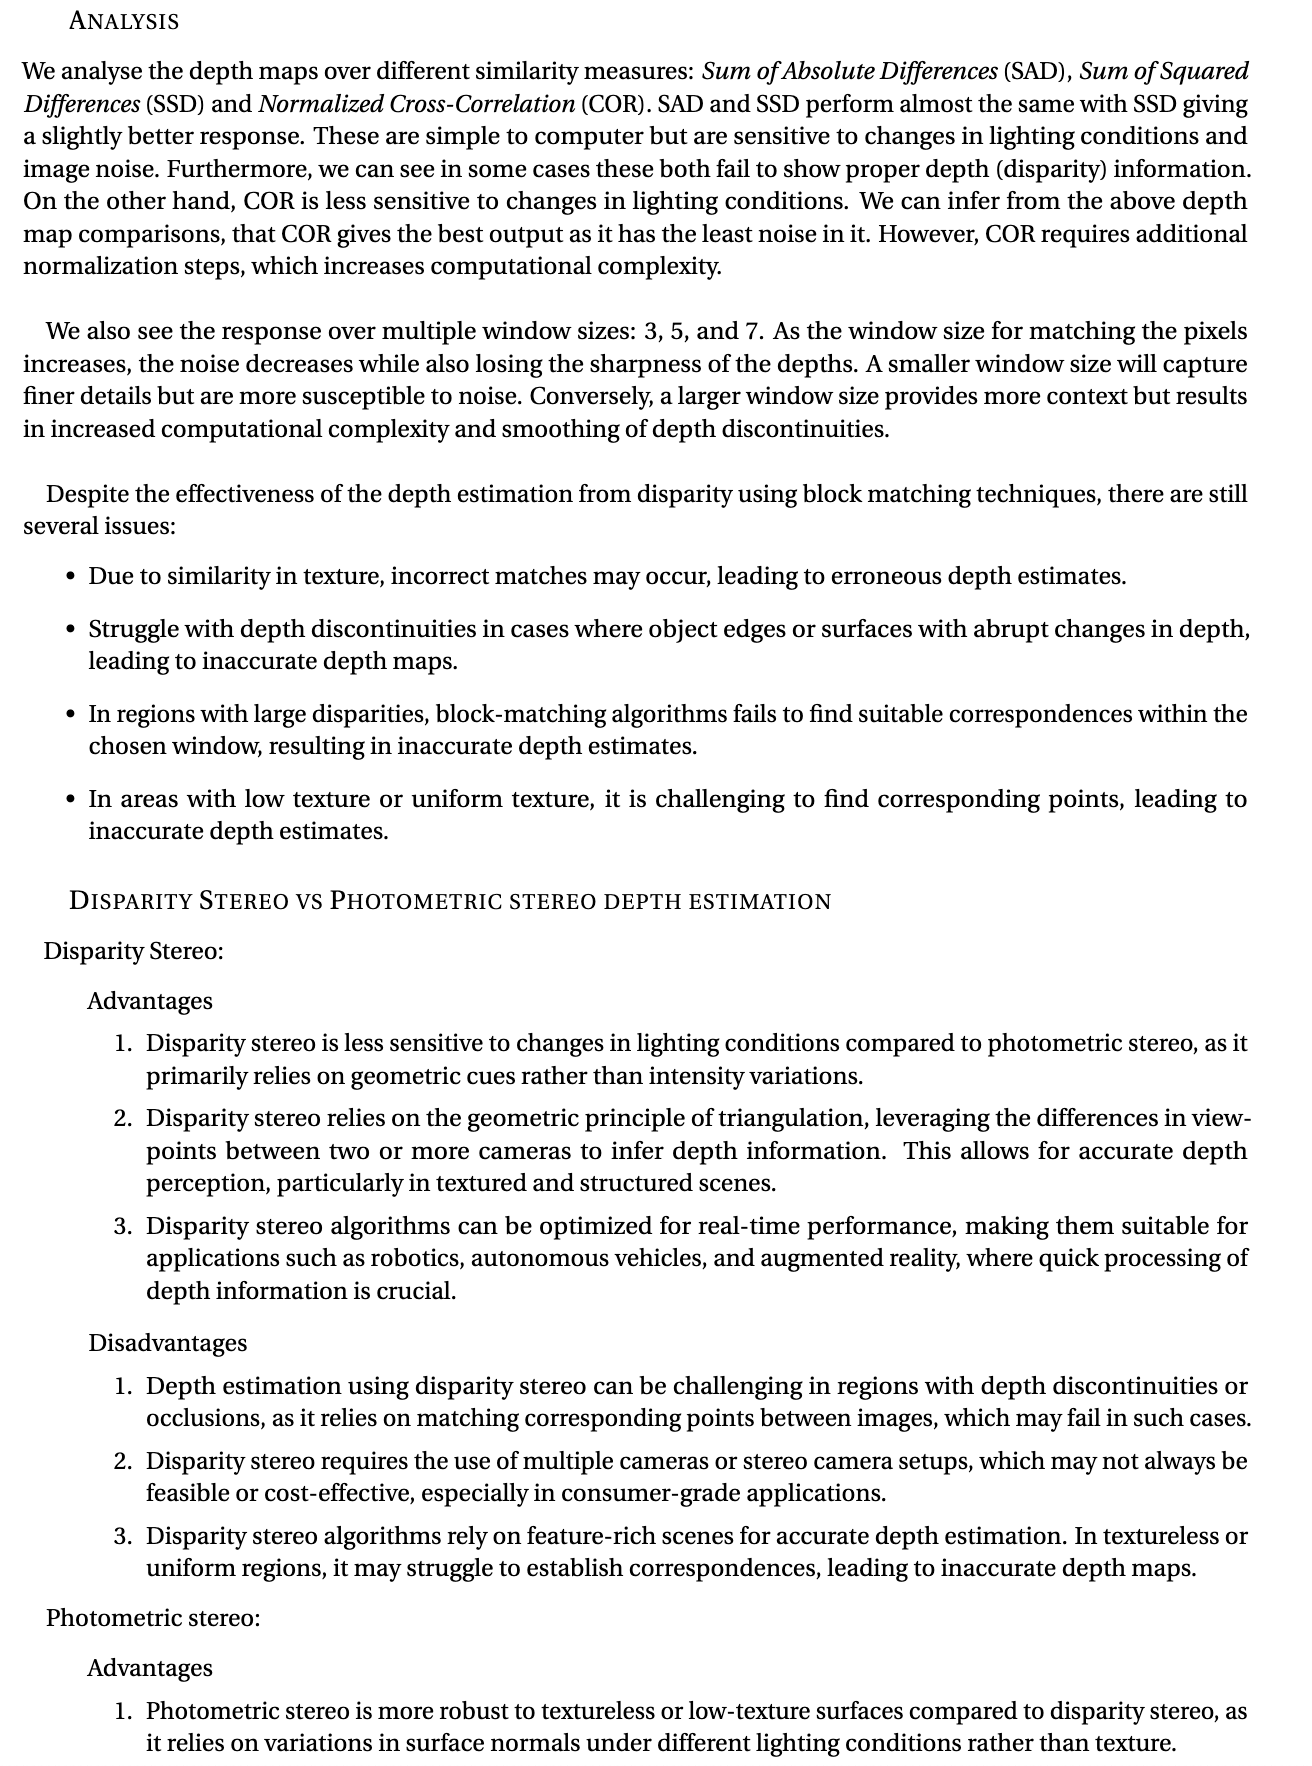 ANALYSIS
We analyse the depth maps over different similarity measures: Sum of Absolute Differences (SAD), Sum of Squared
Differences (SSD) and Normalized Cross-Correlation (COR). SAD and SSD perform almost the same with SSD giving
a slightly better response. These are simple to computer but are sensitive to changes in lighting conditions and
image noise. Furthermore, we can see in some cases these both fail to show proper depth (disparity) information.
On the other hand, COR is less sensitive to changes in lighting conditions. We can infer from the above depth
map comparisons, that COR gives the best output as it has the least noise in it. However, COR requires additional
normalization steps, which increases computational complexity.
We also see the response over multiple window sizes: 3, 5, and 7. As the window size for matching the pixels
increases, the noise decreases while also losing the sharpness of the depths. A smaller window size will capture
finer details but are more susceptible to noise. Conversely, a larger window size provides more context but results
in increased computational complexity and smoothing of depth discontinuities.
Despite the effectiveness of the depth estimation from disparity using block matching techniques, there are still
several issues:
• Due to similarity in texture, incorrect matches may occur, leading to erroneous depth estimates.
• Struggle with depth discontinuities in cases where object edges or surfaces with abrupt changes in depth,
leading to inaccurate depth maps.
• In regions with large disparities, block-matching algorithms fails to find suitable correspondences within the
chosen window, resulting in inaccurate depth estimates.
• In areas with low texture or uniform texture, it is challenging to find corresponding points, leading to
inaccurate depth estimates.
DISPARITY STEREO VS PHOTOMETRIC STEREO DEPTH ESTIMATION
Disparity Stereo:
Advantages
1. Disparity stereo is less sensitive to changes in lighting conditions compared to photometric stereo, as it
primarily relies on geometric cues rather than intensity variations.
2. Disparity stereo relies on the geometric principle of triangulation, leveraging the differences in view-
points between two or more cameras to infer depth information. This allows for accurate depth
perception, particularly in textured and structured scenes.
3. Disparity stereo algorithms can be optimized for real-time performance, making them suitable for
applications such as robotics, autonomous vehicles, and augmented reality, where quick processing of
depth information is crucial.
Disadvantages
1. Depth estimation using disparity stereo can be challenging in regions with depth discontinuities or
occlusions, as it relies on matching corresponding points between images, which may fail in such cases.
2. Disparity stereo requires the use of multiple cameras or stereo camera setups, which may not always be
feasible or cost-effective, especially in consumer-grade applications.
3. Disparity stereo algorithms rely on feature-rich scenes for accurate depth estimation. In textureless or
uniform regions, it may struggle to establish correspondences, leading to inaccurate depth maps.
Photometric stereo:
Advantages
1. Photometric stereo is more robust to textureless or low-texture surfaces compared to disparity stereo, as
it relies on variations in surface normals under different lighting conditions rather than texture.